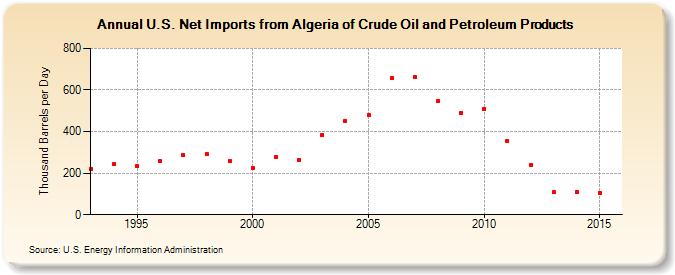 Annual U.S. Net Imports from Algeria of Crude Oil and Petroleum Products
Thousand Barrels per Day
800
600
400
200
0
1995 2000 2005 2010 2015
Source: U.S. Energy Information Administration